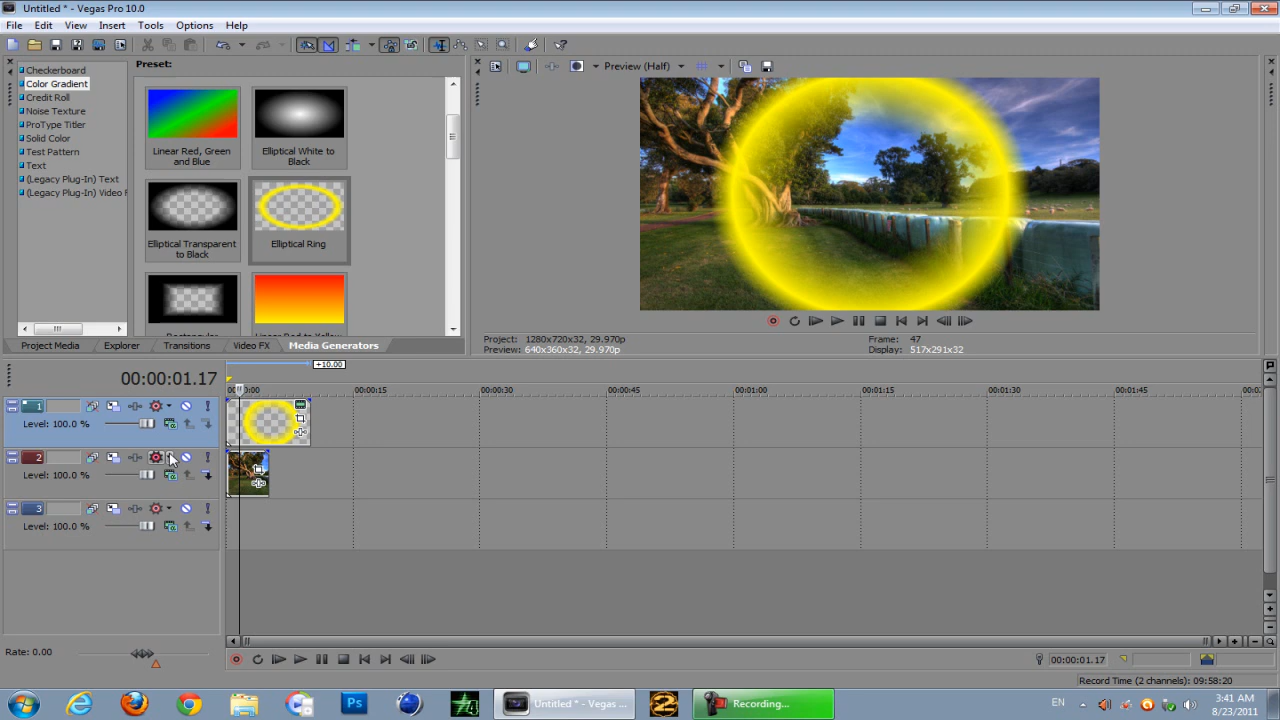 Untitled * - Vegas Pro 10.0
File Edit View Insert Tools Options Help
Checkerboard
Color Gradient
Credit Roll
Noise Texture
ProType Titler
Solid Color
Test Pattern
Text
(Legacy Plug-In) Text
(Legacy Plug-In) Video F
Preset:
Linear Red, Green
and Blue
Elliptical White to
Black
Elliptical Transparent
to Black
Elliptical Ring
Preview (Half)
Project: 1280x720x32, 29.970p
Preview: 640x360x32, 29.970p
Frame: 47
Display: 517x291x32
Project Media Explorer Transitions Video FX Media Generators
+10.00
00:00:01.17
00:00:15 00:00:30 00:00:45 00:01:00 00:01:15 00:01:30 00:01:45
1
Level: 100.0 %
2
Level: 100.0 %
3
Level: 100.0 %
Rate: 0.00
00:00:01.17
Record Time (2 channels): 09:58:20
Ps
Untitled * - Vegas ...
2
Recording...
EN
3:41 AM
8/23/2011